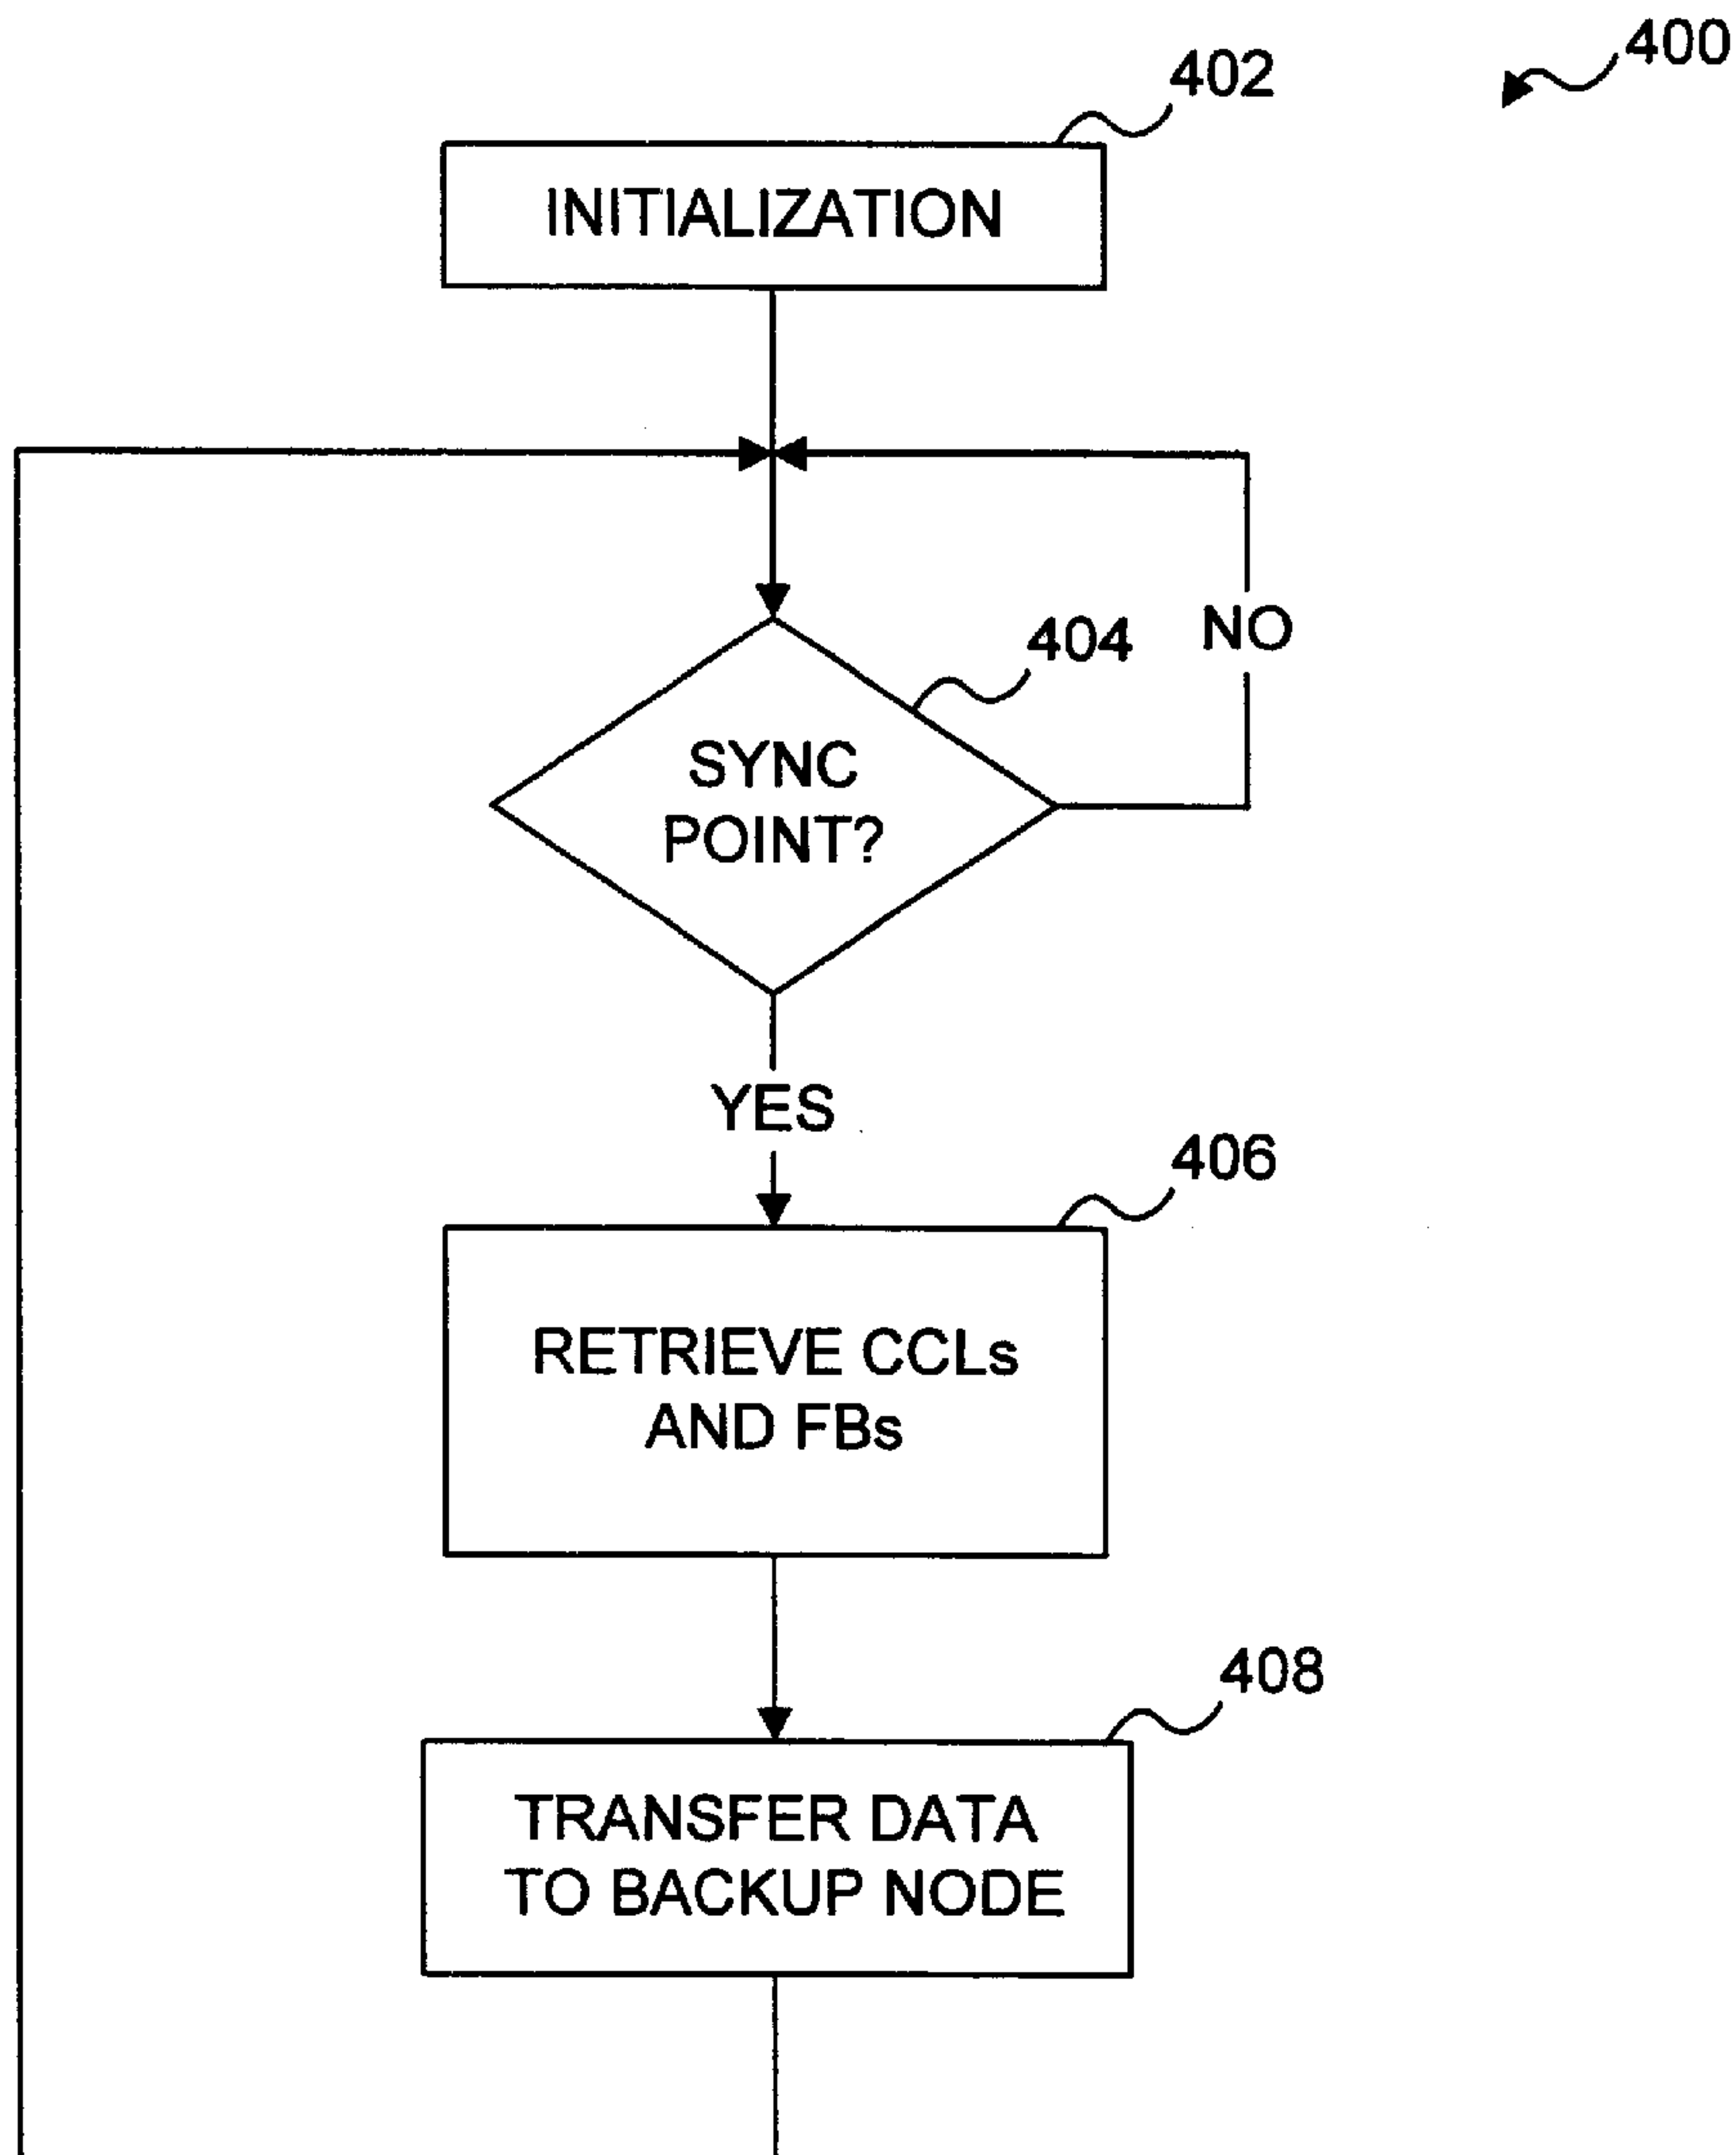 400
402
INITIALIZATION
404
NO
SYNC
POINT?
YES
406
RETRIEVE CCLs
AND FBs
408
TRANSFER DATA
TO BACKUP NODE